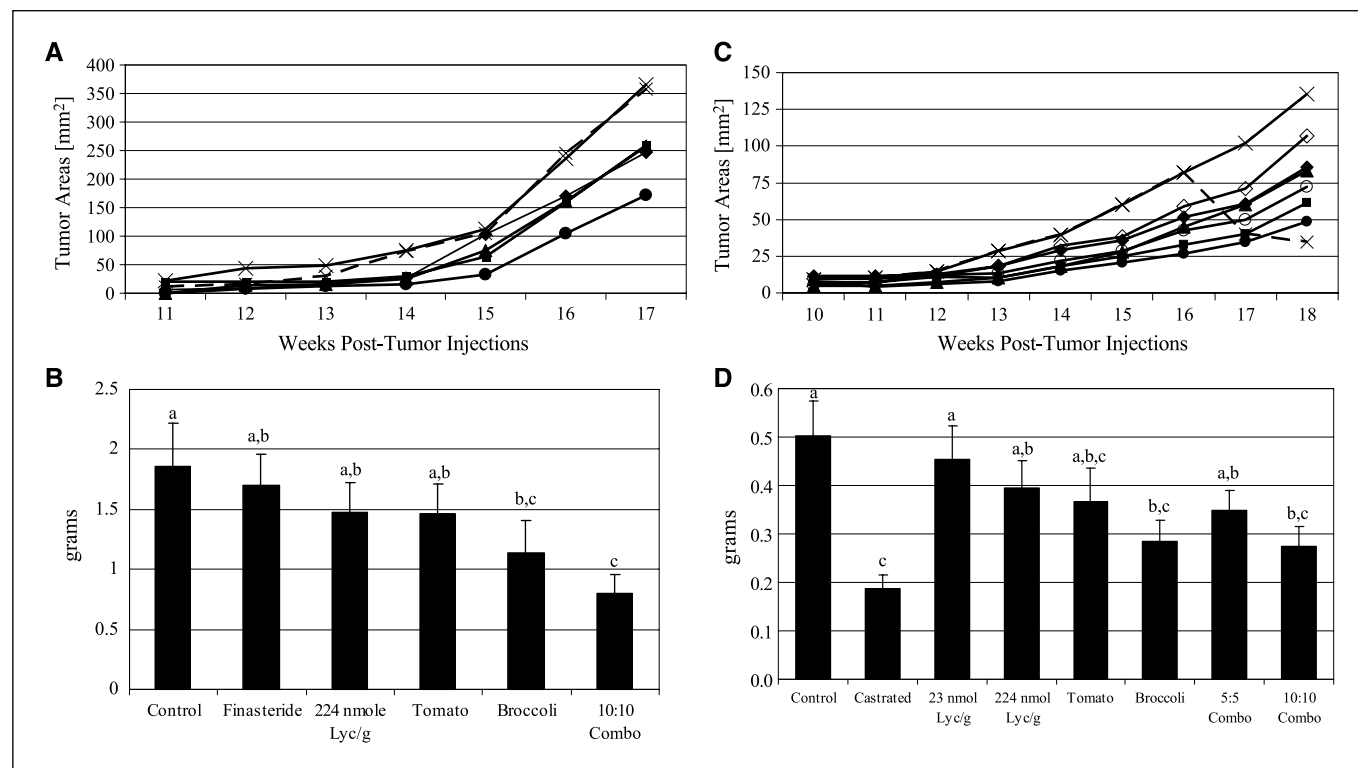 A
Tumor Areas [mm²]
400
350
300
250
200
150
100
50
0
11 12 13 14 15 16 17
Weeks Post-Tumor Injections
B
grams
2.5
2
1.5
1
0.5
0
a
a,b
a,b
a,b
b,c
c
Control Finasteride 224 nmole Tomato Broccoli 10:10
Lyc/g Combo
C
Tumor Areas [mm²]
150
125
100
75
50
25
0
10 11 12 13 14 15 16 17 18
Weeks Post-Tumor Injections
D
grams
0.6
0.5
0.4
0.3
0.2
0.1
0.0
a
c
a
a,b
a,b,c
b,c
a,b
b,c
Control Castrated 23 nmol 224 nmol Tomato Broccoli 5:5 10:10
Lyc/g Lyc/g Combo Combo